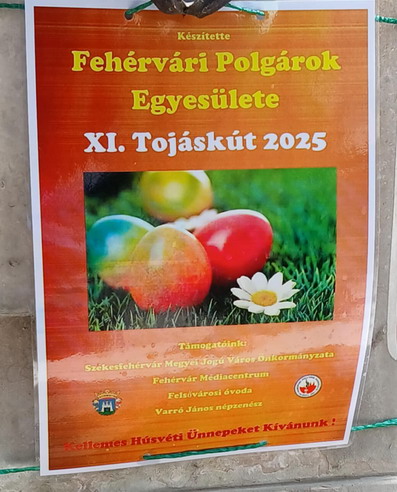 Készítette
Fehérvári Polgárok
Egyesülete
XI. Tojáskút 2025
Támogatóink:
Székesfehérvár Megyei Jogú Város Önkormányzata
Fehérvár Médiacentrum
Felsővárosi óvoda
Varró János népzenész
Kellemes Húsvéti Ünnepeket Kívánunk !